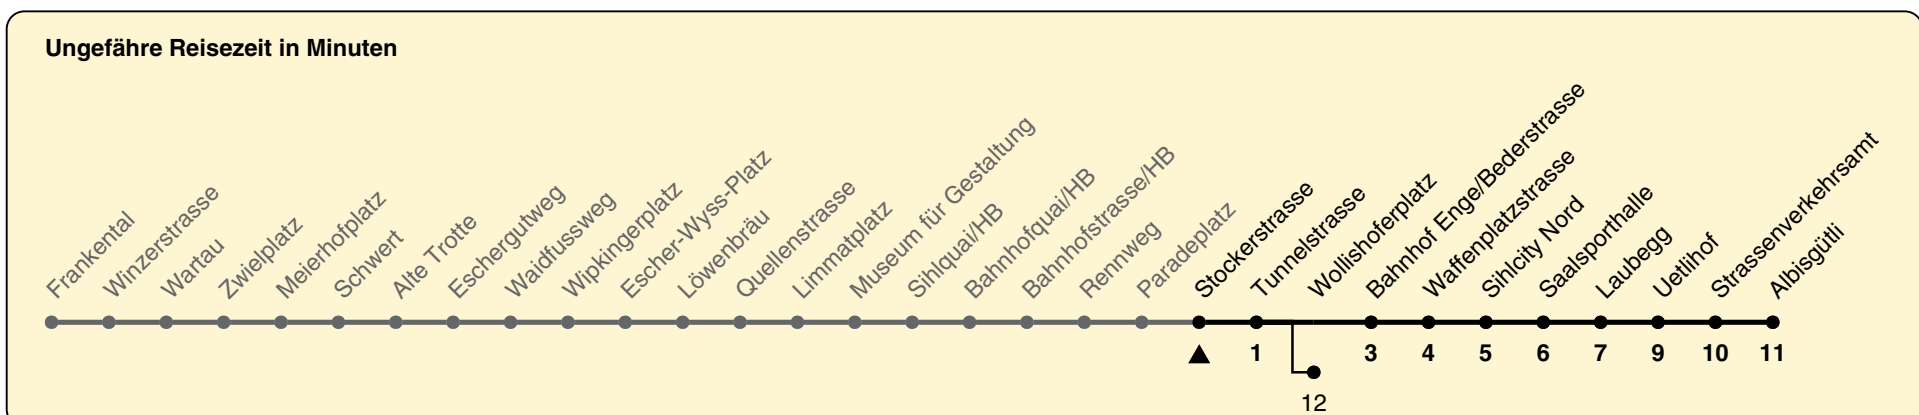 Ungefähre Reisezeit in Minuten
Frankental
Winzerstrasse
Wartau
Zwielplatz
Meierhofplatz
Schwert
Alte Trotte
Eschergutweg
Waidfussweg
Wipkingerplatz
Escher-Wyss-Platz
Löwenbräu
Quellenstrasse
Limmatplatz
Museum für Gestaltung
Sihlquai/HB
Bahnhofquai/HB
Bahnhofstrasse/HB
Rennweg
Paradeplatz
Stockerstrasse
Tunnelstrasse
Wollishoferplatz
Bahnhof Enge/Bederstrasse
Waffenplatzstrasse
Sihlcity Nord
Saalsporthalle
Laubegg
Uetlihof
Strassenverkehrsamt
Albisgütli
1 3 4 5 6 7 9 10 11
12